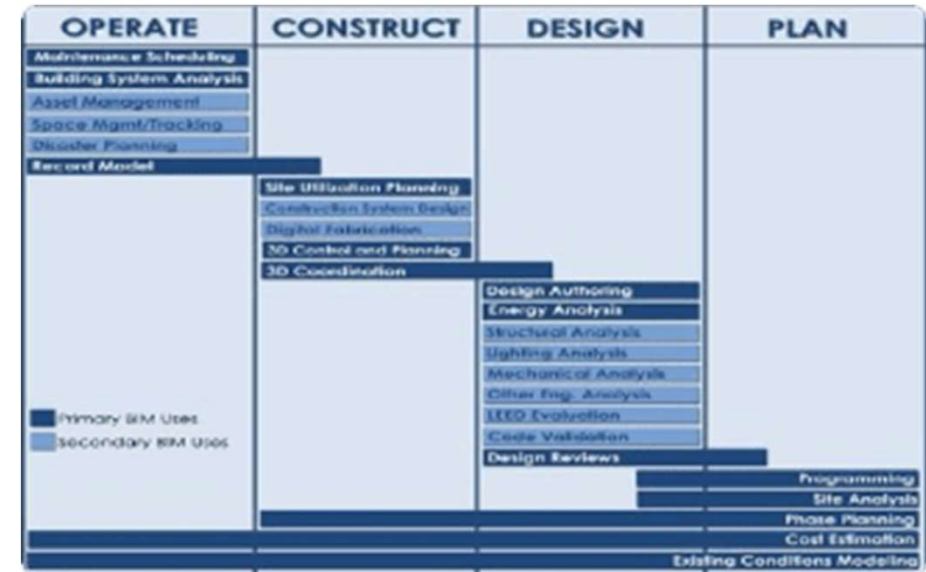 OPERATE CONSTRUCT DESIGN PLAN
Maintenance Scheduling
Building System Analysis
Asset Management
Space Mgmt/Tracking
Disaster Planning
Record Model
Site Utilization Planning
Construction System Design
Digital Fabrication
3D Control and Planning
3D Coordination
Design Authoring
Energy Analysis
Structural Analysis
Lighting Analysis
Mechanical Analysis
Other Eng. Analysis
LEED Evaluation
Code Validation
Design Reviews
Programming
Site Analysis
Phase Planning
Cost Estimation
Existing Conditions Modeling
Primary BIM Uses
Secondary BIM Uses